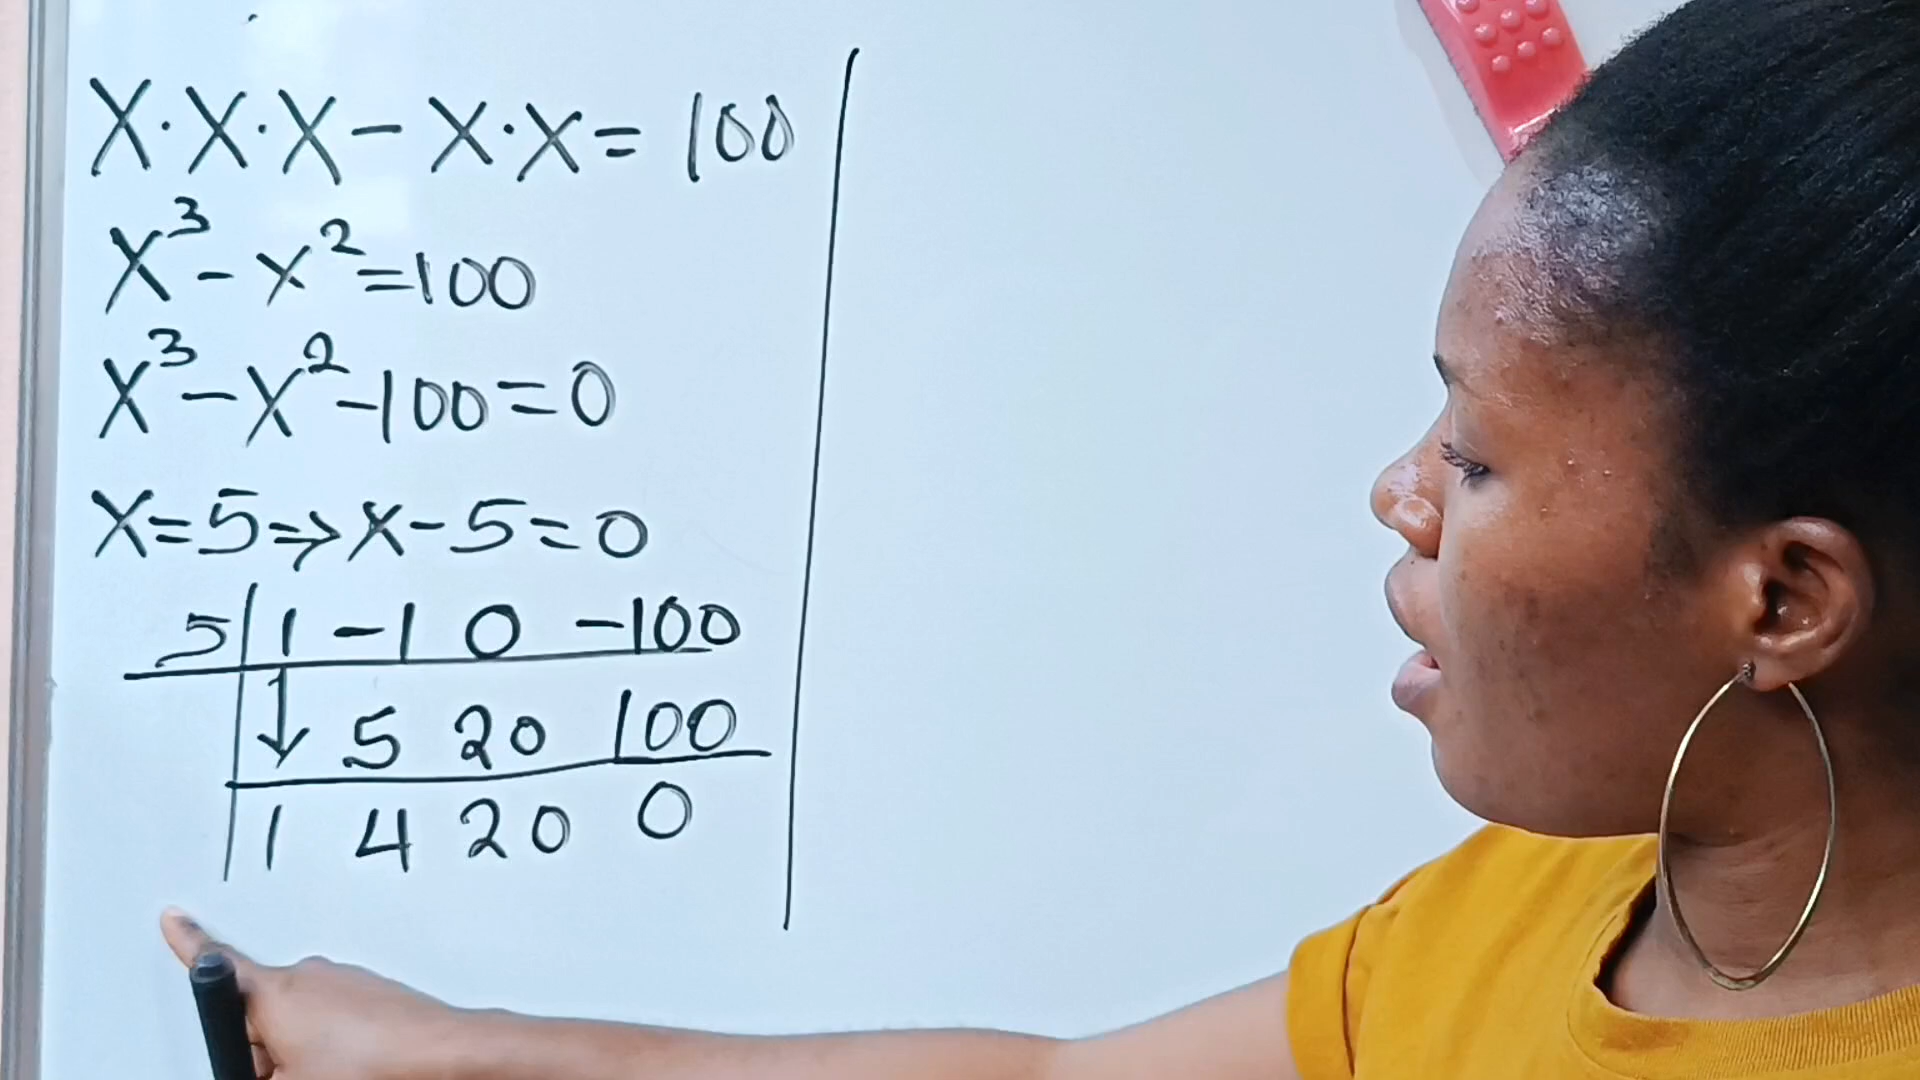 X·X·X - X·X = 100
X³ - x² = 100
X³ - X² - 100 = 0
X = 5 ⇒ x - 5 = 0
5 | 1 -1 0 -100
↓ 5 20 100
1 4 20 0